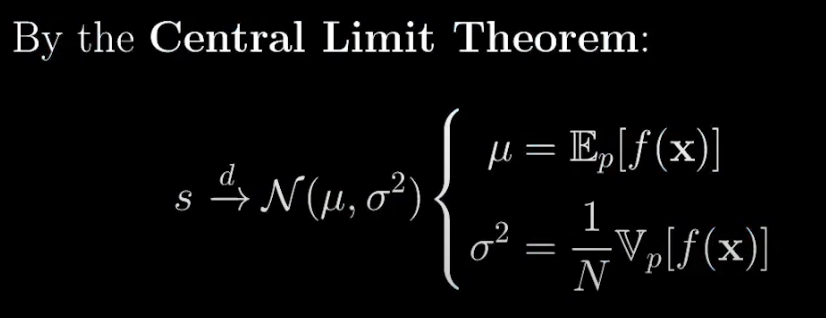 By the Central Limit Theorem:
s \xrightarrow{d} \mathcal{N}(\mu, \sigma^2) \begin{cases} \mu = \mathbb{E}_p[f(\mathbf{x})] \\ \sigma^2 = \frac{1}{N} \mathbb{V}_p[f(\mathbf{x})] \end{cases}